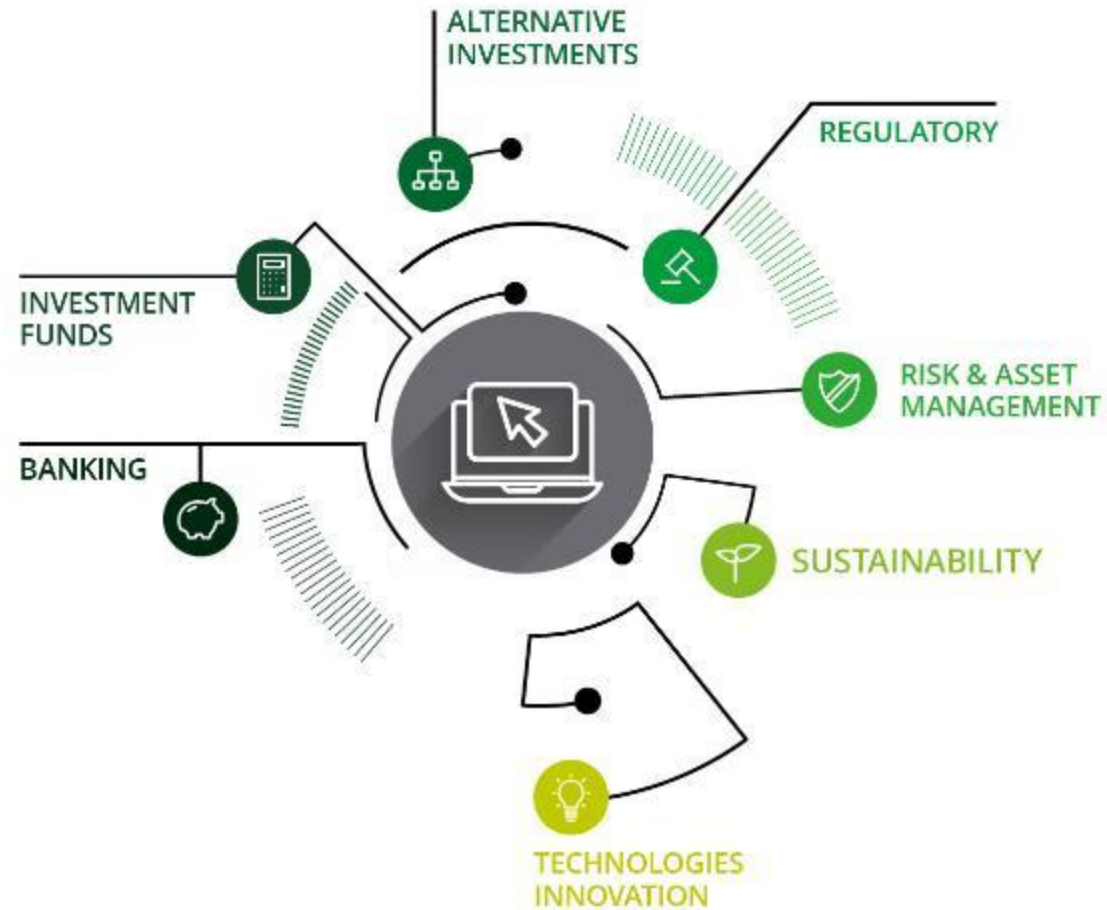 ALTERNATIVE
INVESTMENTS
REGULATORY
INVESTMENT
FUNDS
RISK & ASSET
MANAGEMENT
BANKING
SUSTAINABILITY
TECHNOLOGIES
INNOVATION